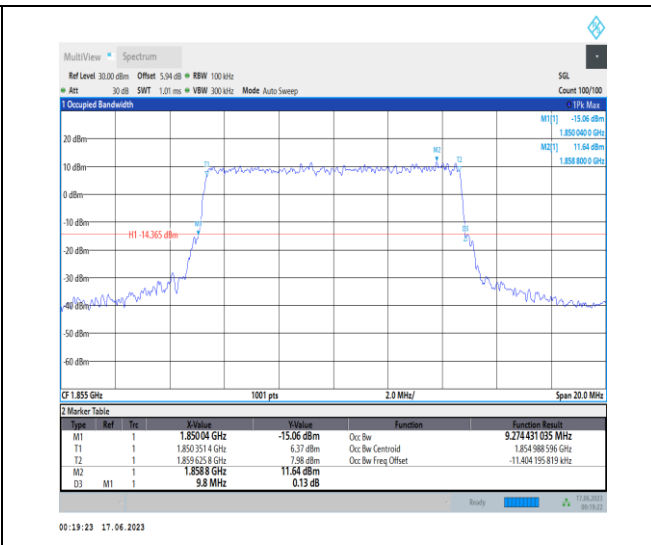 MultiView Spectrum
Ref Level 30.00 dBm Offset 5.94 dB RBW 100 kHz SGL
Att 30 dB SWT 1.01 ms VBW 300 kHz Mode Auto Sweep Count 100/100
1 Occupied Bandwidth 1Pk Max
M1[1] -15.06 dBm
1.850 040 0 GHz
M2[1] 11.64 dBm
1.858 800 0 GHz
20 dBm
M2
T1 T2
10 dBm
0 dBm
-10 dBm
M1
D3
H1 -14.365 dBm
-20 dBm
-30 dBm
-40 dBm
-50 dBm
-60 dBm
CF 1.855 GHz 1001 pts 2.0 MHz/ Span 20.0 MHz
2 Marker Table
Type Ref Trc X-Value Y-Value Function Function Result
M1 1 1.85004 GHz -15.06 dBm Occ Bw 9.274 431 035 MHz
T1 1 1.850 351 4 GHz 6.37 dBm Occ Bw Centroid 1.854 988 596 GHz
T2 1 1.859 625 8 GHz 7.98 dBm Occ Bw Freq Offset -11.404 195 819 kHz
M2 1 1.858 8 GHz 11.64 dBm
D3 M1 1 9.8 MHz 0.13 dB
Ready 17.06.2023
00:19:22
00:19:23 17.06.2023